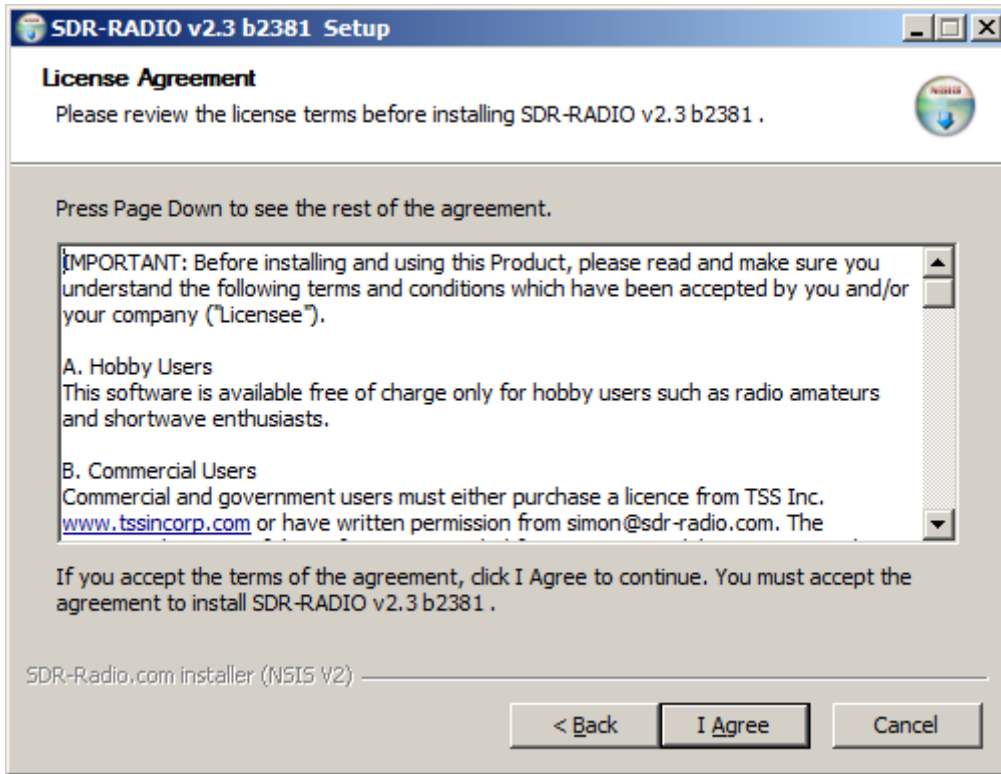 SDR-RADIO v2.3 b2381 Setup
License Agreement
Please review the license terms before installing SDR-RADIO v2.3 b2381 .
NSIS
Press Page Down to see the rest of the agreement.
IMPORTANT: Before installing and using this Product, please read and make sure you
understand the following terms and conditions which have been accepted by you and/or
your company ("Licensee").
A. Hobby Users
This software is available free of charge only for hobby users such as radio amateurs
and shortwave enthusiasts.
B. Commercial Users
Commercial and government users must either purchase a licence from TSS Inc.
www.tssincorp.com or have written permission from simon@sdr-radio.com. The
If you accept the terms of the agreement, click I Agree to continue. You must accept the
agreement to install SDR-RADIO v2.3 b2381 .
SDR-Radio.com installer (NSIS V2)
< Back
I Agree
Cancel